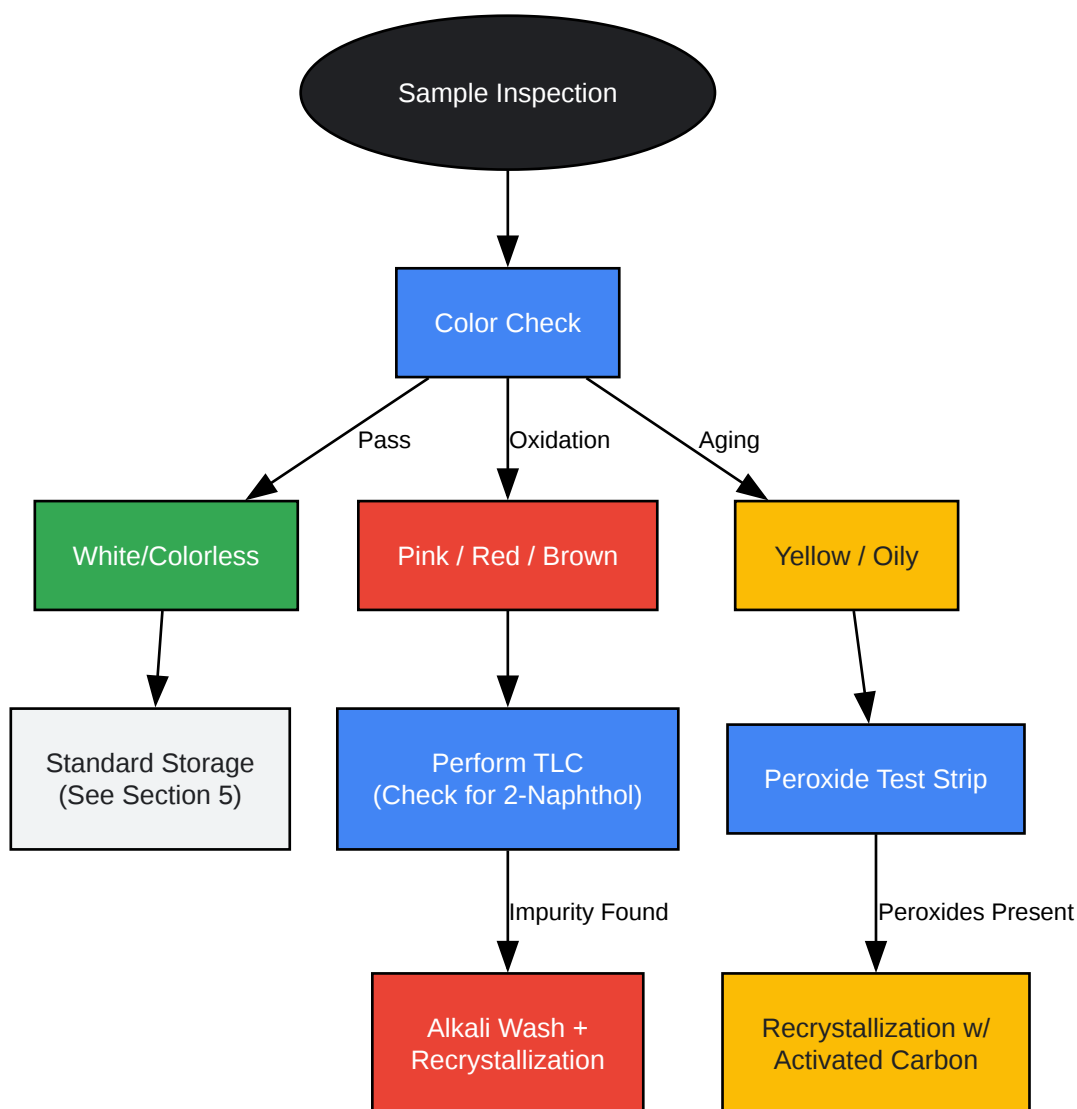 Sample Inspection
Color Check
Pass
Oxidation
Aging
White/Colorless
Pink / Red / Brown
Yellow / Oily
Standard Storage
(See Section 5)
Perform TLC
(Check for 2-Naphthol)
Peroxide Test Strip
Impurity Found
Peroxides Present
Alkali Wash +
Recrystallization
Recrystallization w/
Activated Carbon